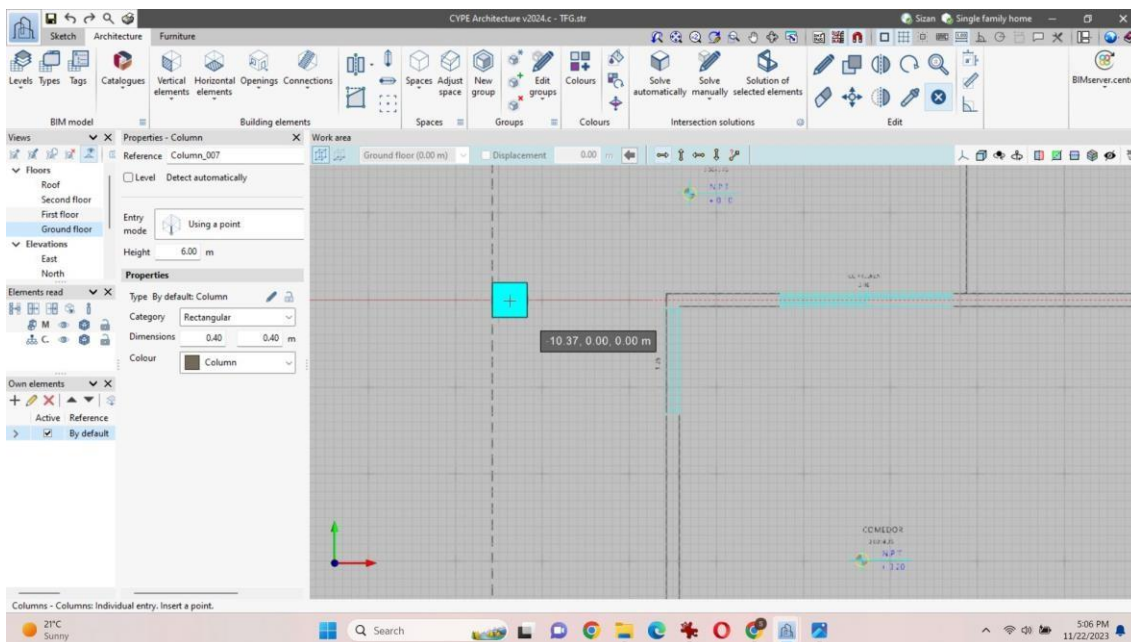 CYPE Architecture v2024.c - TFG.str
Sizan
Single family home
Sketch
Architecture
Furniture
Levels
Types
Tags
Catalogues
Vertical elements
Horizontal elements
Openings
Connections
Spaces
Adjust space
New group
Edit groups
Colours
Solve automatically
Solve manually
Solution of selected elements
BIMserver.cente
BIM model
Building elements
Spaces
Groups
Colours
Intersection solutions
Edit
Views
Properties - Column
Work area
Reference Column_007
Ground floor (0.00 m)
Displacement
0.00 m
Floors
Roof
Second floor
First floor
Ground floor
Elevations
East
North
Level Detect automatically
Entry mode
Using a point
Height 6.00 m
Properties
Type By default: Column
Category Rectangular
Dimensions 0.40 0.40 m
Colour Column
Elements read
M
C.
Own elements
Active Reference
By default
N.P.T
-10.37, 0.00, 0.00 m
COMEDOR
N.P.T
+ 3.20
Columns - Columns: Individual entry. Insert a point.
21°C
Sunny
Search
5:06 PM
11/22/2023